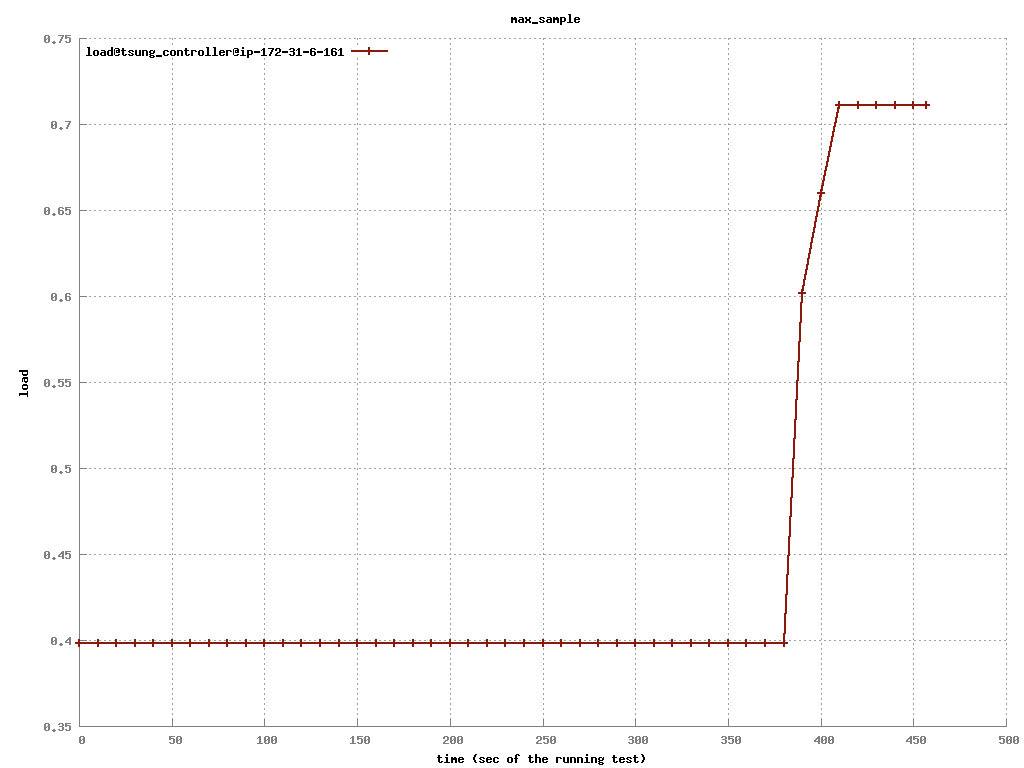 max_sample
load@tsung_controller@ip-172-31-6-161
0.75
0.7
0.65
0.6
0.55
0.5
0.45
0.4
0.35
load
0 50 100 150 200 250 300 350 400 450 500
time (sec of the running test)